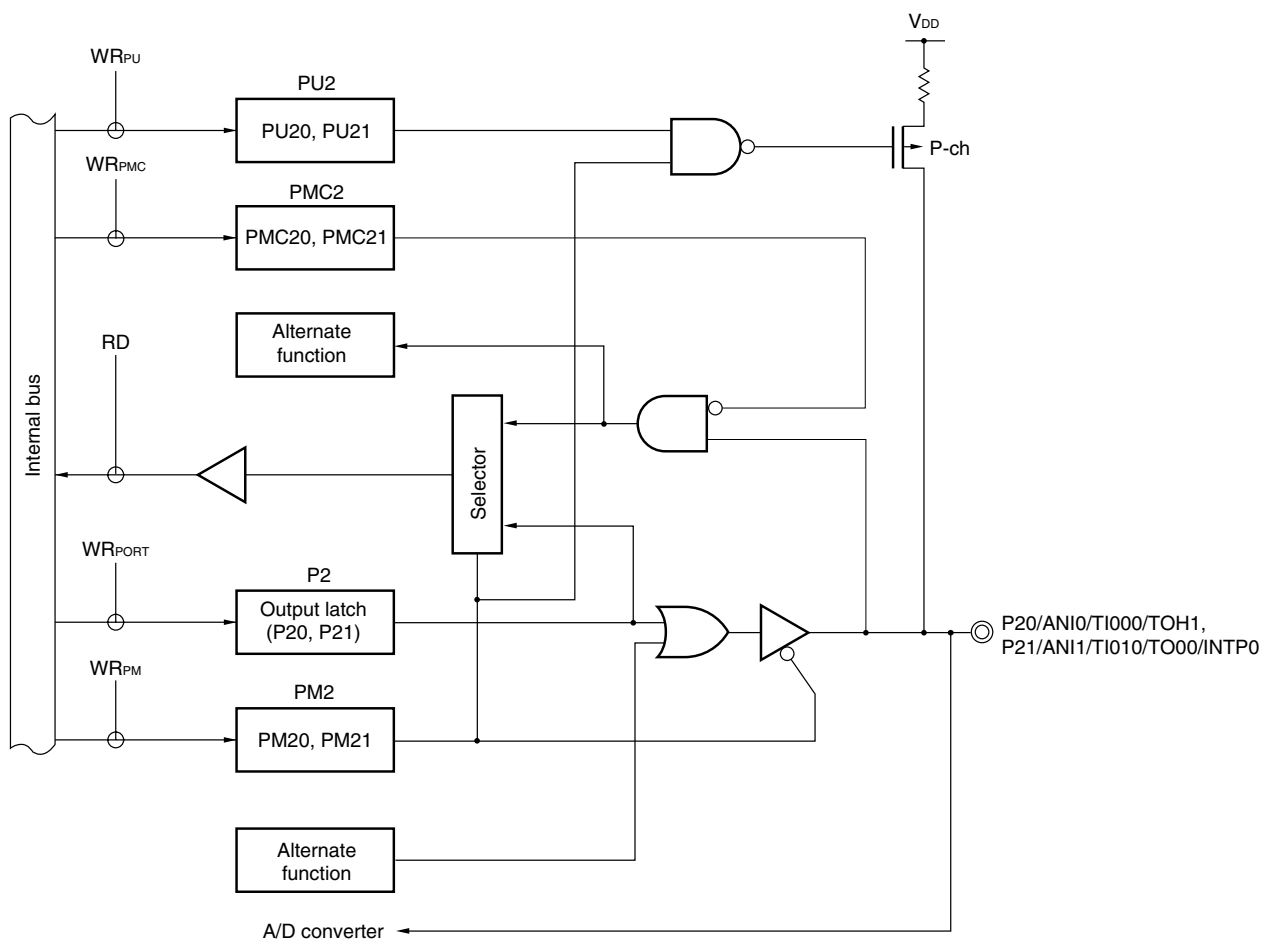 VDD
WRPU
PU2
PU20, PU21
P-ch
WRPMC
PMC2
PMC20, PMC21
Alternate
function
RD
Internal bus
Selector
WRPORT
P2
Output latch
(P20, P21)
P20/ANI0/TI000/TOH1,
P21/ANI1/TI010/TO00/INTP0
WRPM
PM2
PM20, PM21
Alternate
function
A/D converter